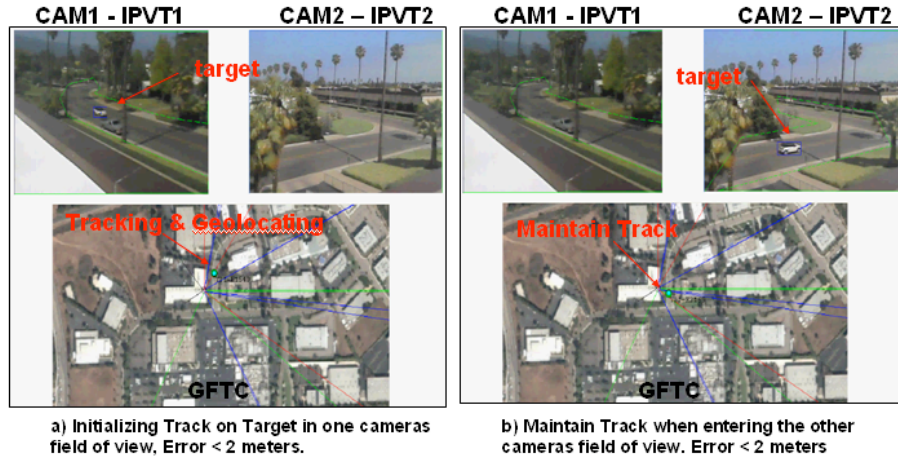 CAM1 - IPVT1
CAM2 – IPVT2
target
Tracking & Geolocating
GFTC
a) Initializing Track on Target in one cameras
field of view, Error < 2 meters.
CAM1 - IPVT1
CAM2 – IPVT2
target
Maintain Track
GFTC
b) Maintain Track when entering the other
cameras field of view. Error < 2 meters